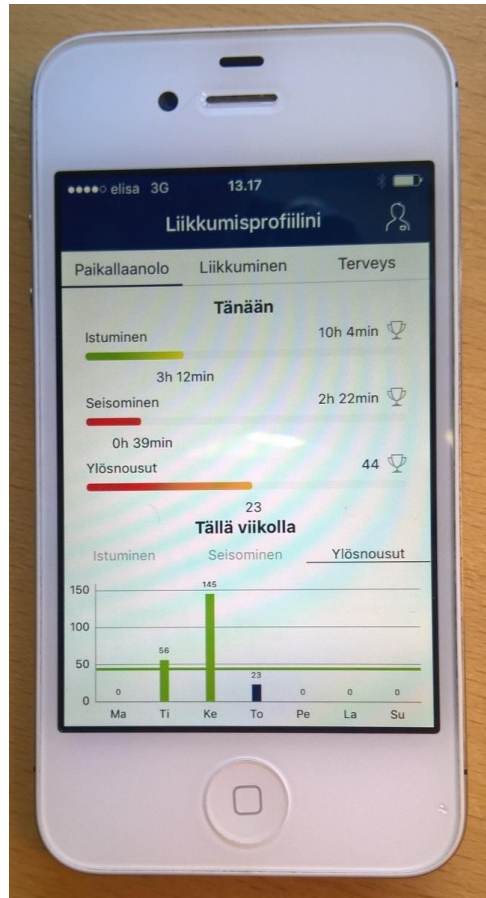 elisa 3G 13.17
Liikkumisprofiilini
Paikallaanolo Liikkuminen Terveys
Tänään
Istuminen 10h 4min
3h 12min
Seisominen 2h 22min
0h 39min
Ylösnousut 44
23
Tällä viikolla
Istuminen Seisominen Ylösnousut
150
145
100
56
50
23
0 0 0 0 0
Ma Ti Ke To Pe La Su